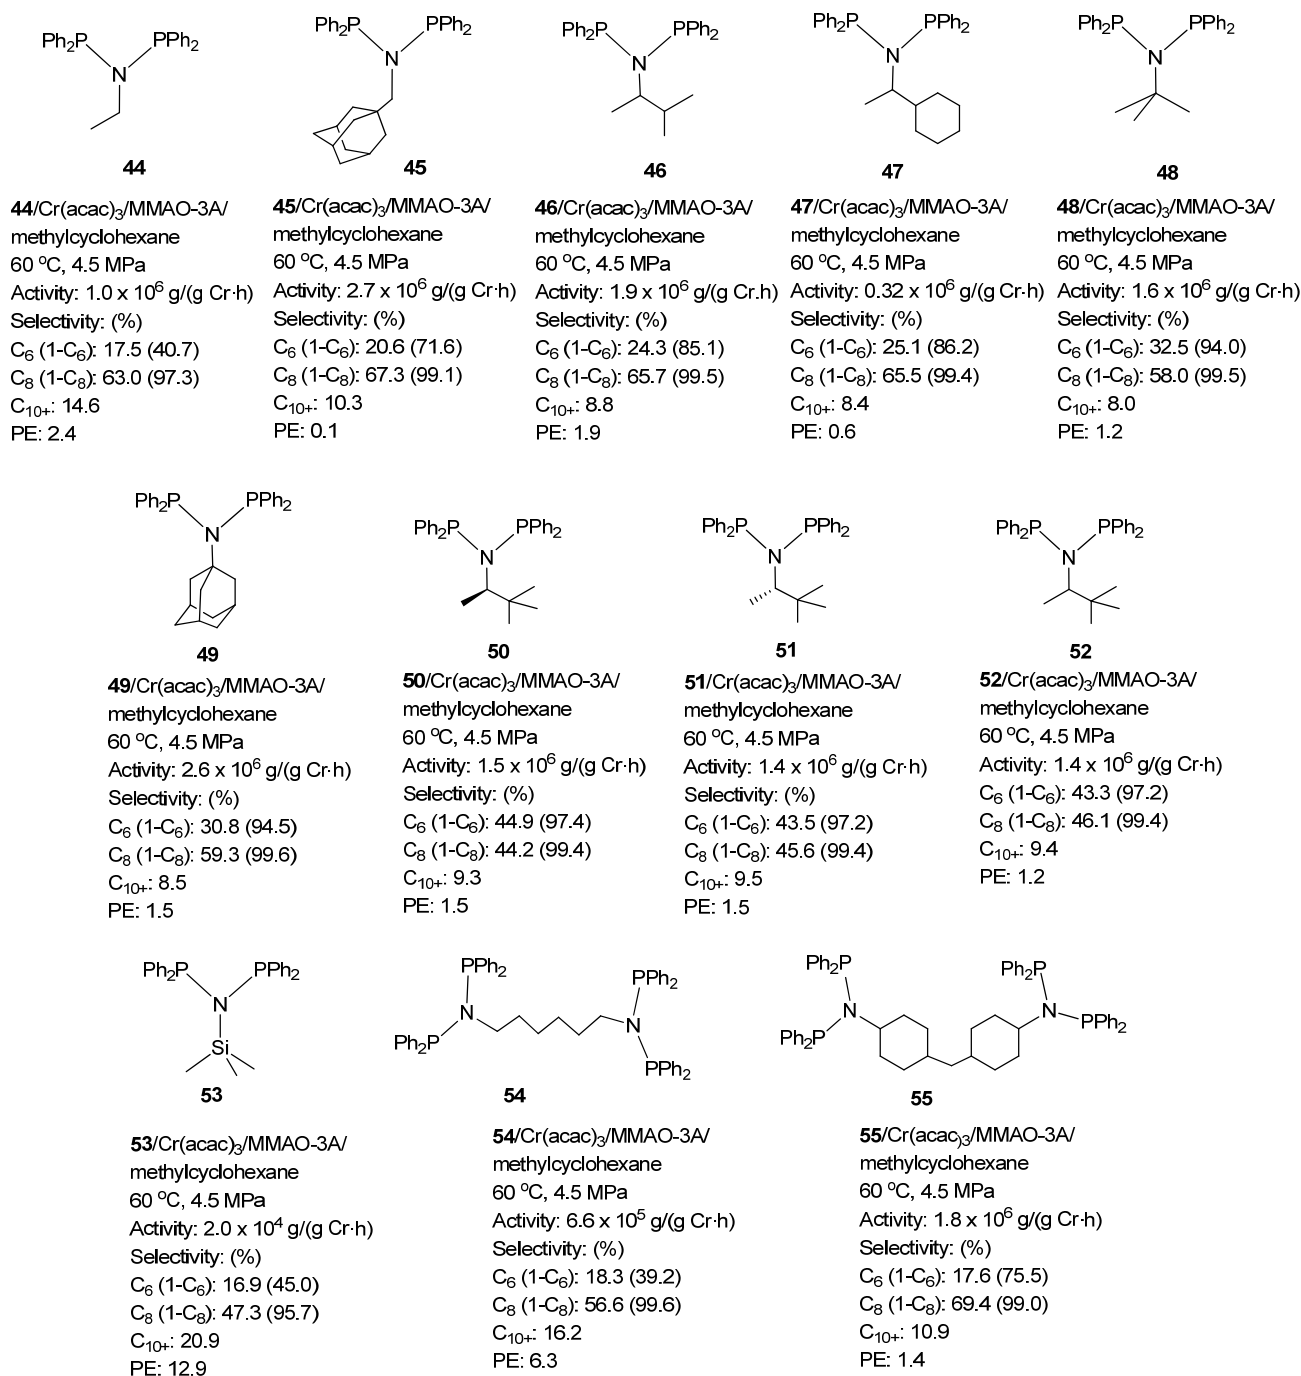 Ph2P PPh2 Ph2P PPh2 Ph2P PPh2 Ph2P PPh2 Ph2P PPh2
N N N N N
44 45 46 47 48
44/Cr(acac)3/MMAO-3A/
methylcyclohexane
60 °C, 4.5 MPa
Activity: 1.0 x 10⁶ g/(g Cr·h)
Selectivity: (%)
C6 (1-C6): 17.5 (40.7)
C8 (1-C8): 63.0 (97.3)
C10+: 14.6
PE: 2.4
45/Cr(acac)3/MMAO-3A/
methylcyclohexane
60 °C, 4.5 MPa
Activity: 2.7 x 10⁶ g/(g Cr·h)
Selectivity: (%)
C6 (1-C6): 20.6 (71.6)
C8 (1-C8): 67.3 (99.1)
C10+: 10.3
PE: 0.1
46/Cr(acac)3/MMAO-3A/
methylcyclohexane
60 °C, 4.5 MPa
Activity: 1.9 x 10⁶ g/(g Cr·h)
Selectivity: (%)
C6 (1-C6): 24.3 (85.1)
C8 (1-C8): 65.7 (99.5)
C10+: 8.8
PE: 1.9
47/Cr(acac)3/MMAO-3A/
methylcyclohexane
60 °C, 4.5 MPa
Activity: 0.32 x 10⁶ g/(g Cr·h)
Selectivity: (%)
C6 (1-C6): 25.1 (86.2)
C8 (1-C8): 65.5 (99.4)
C10+: 8.4
PE: 0.6
48/Cr(acac)3/MMAO-3A/
methylcyclohexane
60 °C, 4.5 MPa
Activity: 1.6 x 10⁶ g/(g Cr·h)
Selectivity: (%)
C6 (1-C6): 32.5 (94.0)
C8 (1-C8): 58.0 (99.5)
C10+: 8.0
PE: 1.2
Ph2P PPh2 Ph2P PPh2 Ph2P PPh2 Ph2P PPh2
N N N N
49 50 51 52
49/Cr(acac)3/MMAO-3A/
methylcyclohexane
60 °C, 4.5 MPa
Activity: 2.6 x 10⁶ g/(g Cr·h)
Selectivity: (%)
C6 (1-C6): 30.8 (94.5)
C8 (1-C8): 59.3 (99.6)
C10+: 8.5
PE: 1.5
50/Cr(acac)3/MMAO-3A/
methylcyclohexane
60 °C, 4.5 MPa
Activity: 1.5 x 10⁶ g/(g Cr·h)
Selectivity: (%)
C6 (1-C6): 44.9 (97.4)
C8 (1-C8): 44.2 (99.4)
C10+: 9.3
PE: 1.5
51/Cr(acac)3/MMAO-3A/
methylcyclohexane
60 °C, 4.5 MPa
Activity: 1.4 x 10⁶ g/(g Cr·h)
Selectivity: (%)
C6 (1-C6): 43.5 (97.2)
C8 (1-C8): 45.6 (99.4)
C10+: 9.5
PE: 1.5
52/Cr(acac)3/MMAO-3A/
methylcyclohexane
60 °C, 4.5 MPa
Activity: 1.4 x 10⁶ g/(g Cr·h)
C6 (1-C6): 43.3 (97.2)
C8 (1-C8): 46.1 (99.4)
C10+: 9.4
PE: 1.2
Ph2P PPh2
N
Si
53
PPh2
N
Ph2P
PPh2
N
PPh2
54
Ph2P
N
Ph2P
Ph2P
N
PPh2
55
53/Cr(acac)3/MMAO-3A/
methylcyclohexane
60 °C, 4.5 MPa
Activity: 2.0 x 10⁴ g/(g Cr·h)
Selectivity: (%)
C6 (1-C6): 16.9 (45.0)
C8 (1-C8): 47.3 (95.7)
C10+: 20.9
PE: 12.9
54/Cr(acac)3/MMAO-3A/
methylcyclohexane
60 °C, 4.5 MPa
Activity: 6.6 x 10⁵ g/(g Cr·h)
Selectivity: (%)
C6 (1-C6): 18.3 (39.2)
C8 (1-C8): 56.6 (99.6)
C10+: 16.2
PE: 6.3
55/Cr(acac)3/MMAO-3A/
methylcyclohexane
60 °C, 4.5 MPa
Activity: 1.8 x 10⁶ g/(g Cr·h)
Selectivity: (%)
C6 (1-C6): 17.6 (75.5)
C8 (1-C8): 69.4 (99.0)
C10+: 10.9
PE: 1.4